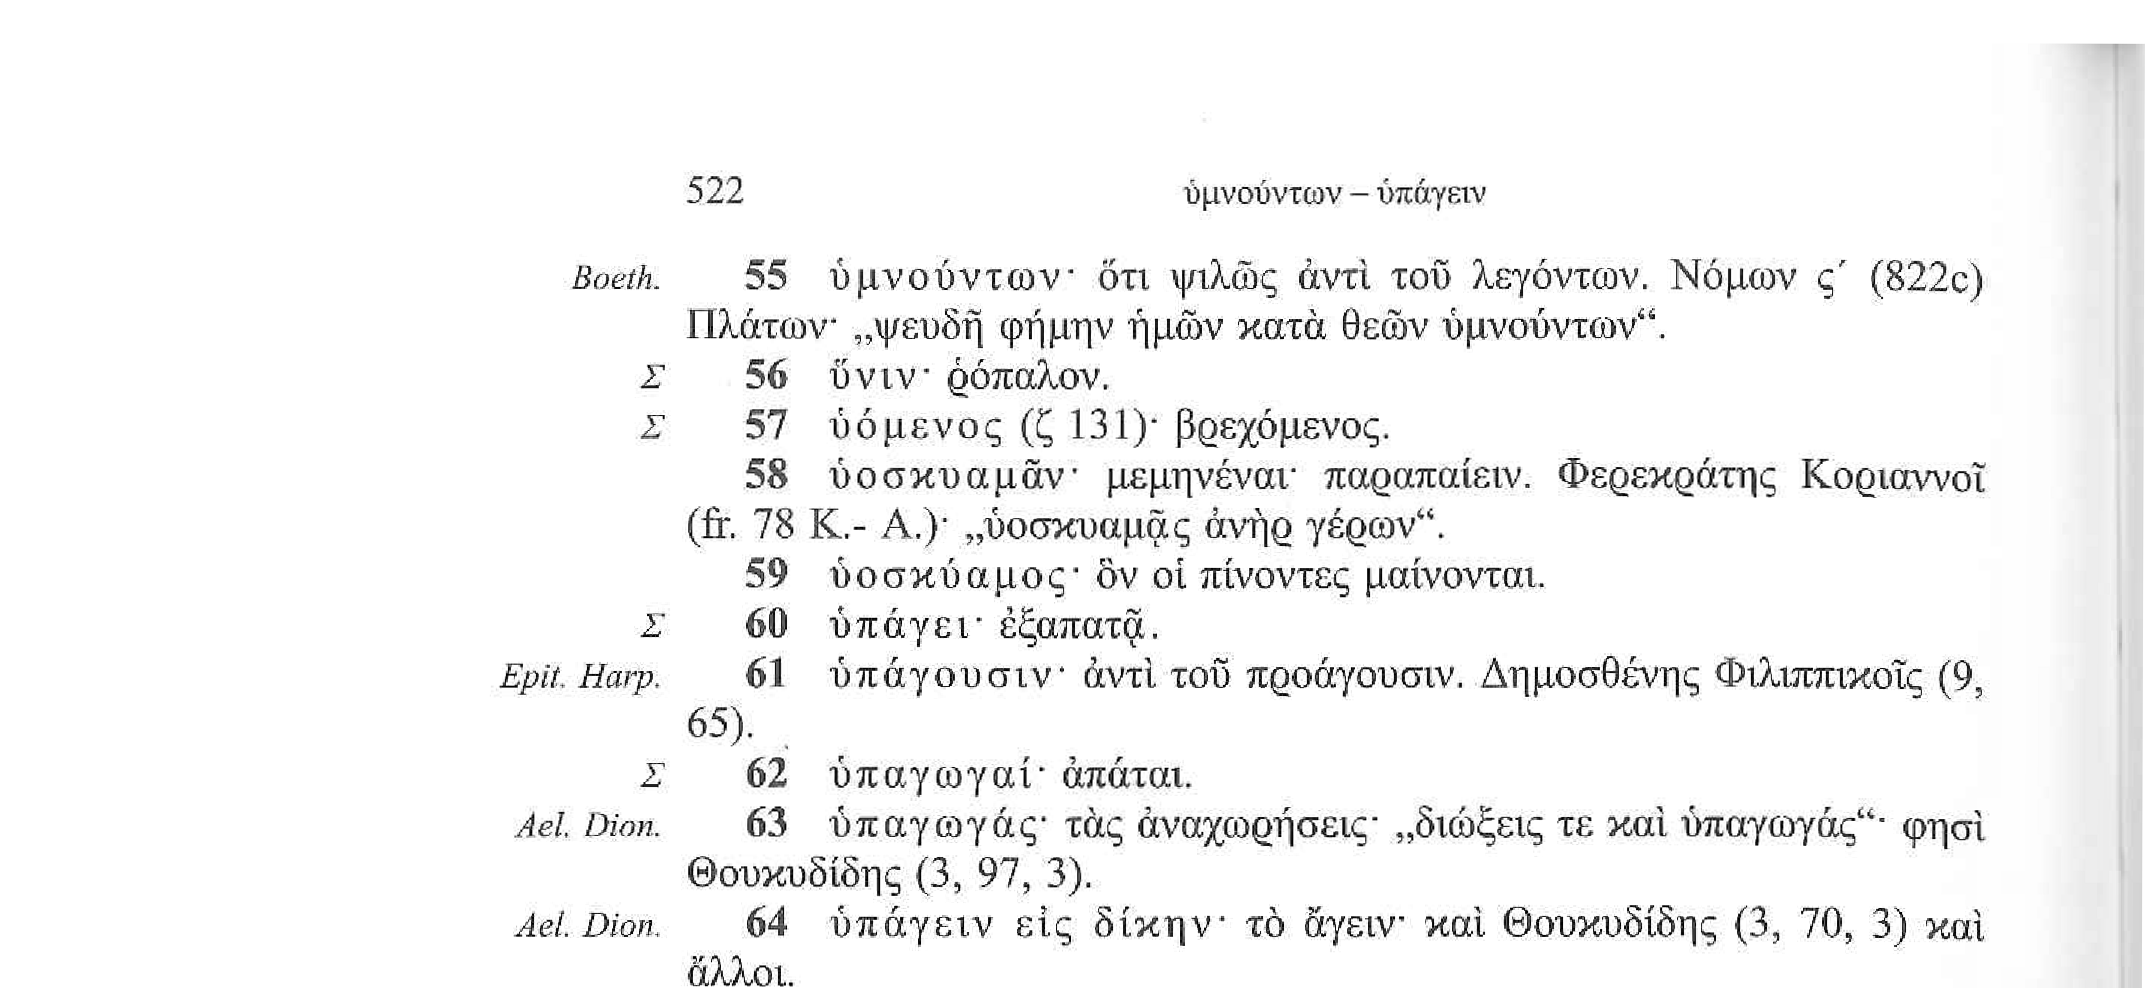 522 ὑμνούντων – ὑπάγειν
Boeth. 55 ὑμνούντων· ὅτι ψιλῶς ἀντὶ τοῦ λεγόντων. Νόμων ς´ (822c)
Πλάτων· „ψευδῆ φήμην ἡμῶν κατὰ θεῶν ὑμνούντων“.
Σ 56 ὕνιν· ῥόπαλον.
Σ 57 ὑόμενος (ζ 131)· βρεχόμενος.
58 ὑοσκυαμᾶν· μεμηνέναι· παραπαίειν. Φερεκράτης Κοριαννοῖ
(fr. 78 K.- A.)· „ὑοσκυαμᾷς ἀνὴρ γέρων“.
59 ὑοσκύαμος· ὃν οἱ πίνοντες μαίνονται.
Σ 60 ὑπάγει· ἐξαπατᾷ.
Epit. Harp. 61 ὑπάγουσιν· ἀντὶ τοῦ προάγουσιν. Δημοσθένης Φιλιππικοῖς (9,
65).
Σ 62 ὑπαγωγαί· ἀπάται.
Ael. Dion. 63 ὑπαγωγάς· τὰς ἀναχωρήσεις· „διώξεις τε καὶ ὑπαγωγάς“· φησὶ
Θουκυδίδης (3, 97, 3).
Ael. Dion. 64 ὑπάγειν εἰς δίκην· τὸ ἄγειν· καὶ Θουκυδίδης (3, 70, 3) καὶ
ἄλλοι.